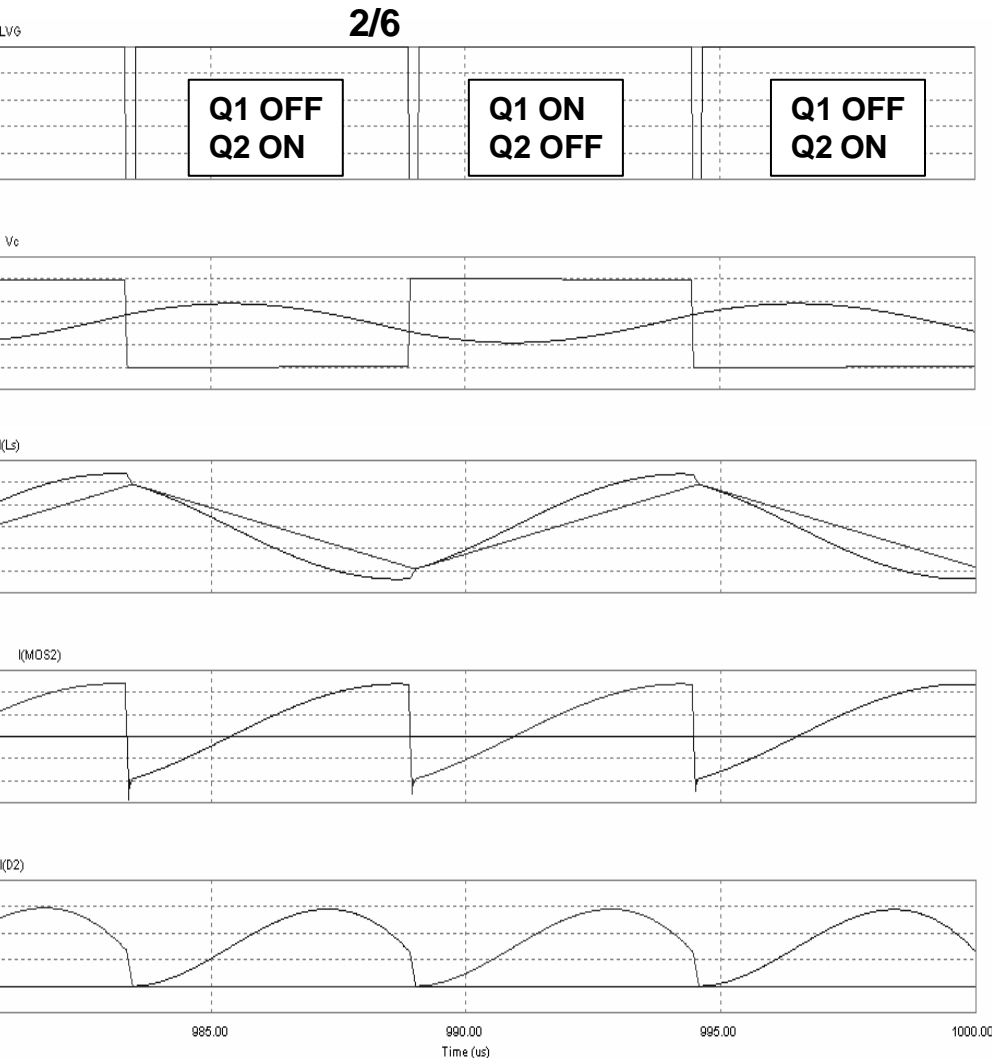 2/6
LVG
Q1 OFF
Q2 ON
Q1 ON
Q2 OFF
Q1 OFF
Q2 ON
Vc
I(Ls)
I(MOS2)
I(D2)
985.00
990.00
995.00
1000.00
Time (us)